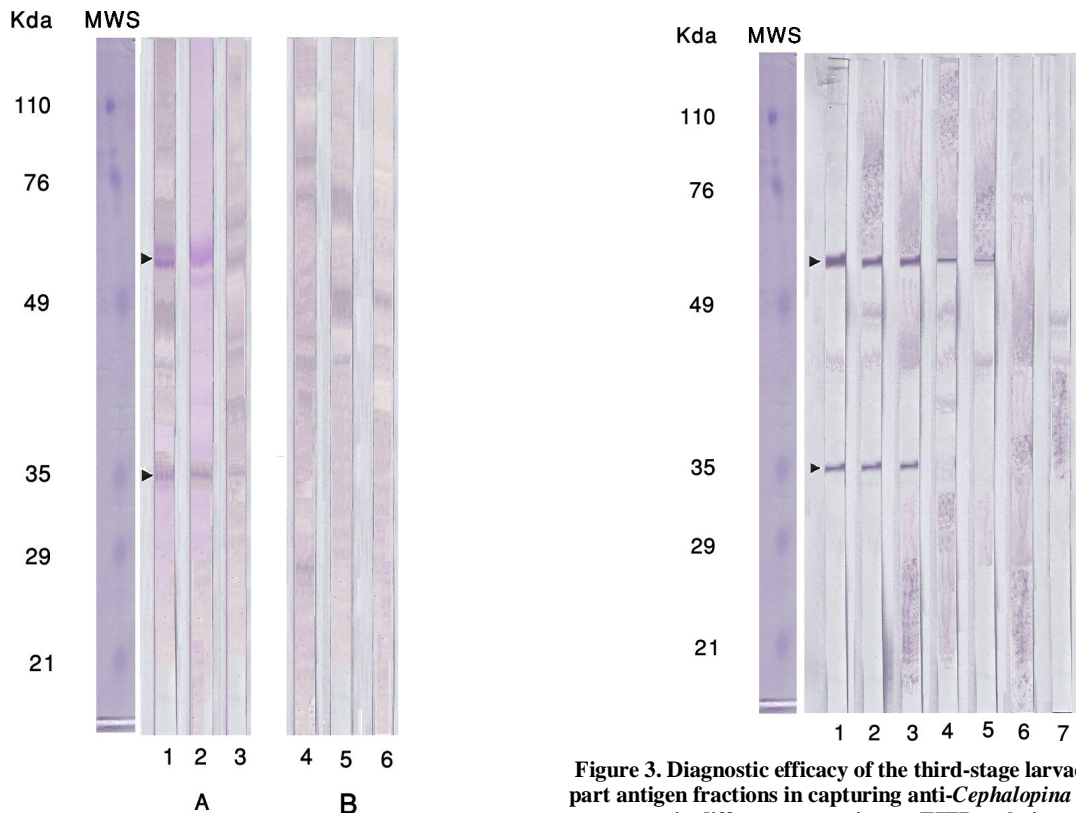 Kda MWS
110
76
49
35
29
21
1 2 3 4 5 6
A B
Kda MWS
110
76
49
35
29
21
1 2 3 4 5 6 7
Figure 3. Diagnostic efficacy of the third-stage larvae
part antigen fractions in capturing anti-Cephalopina